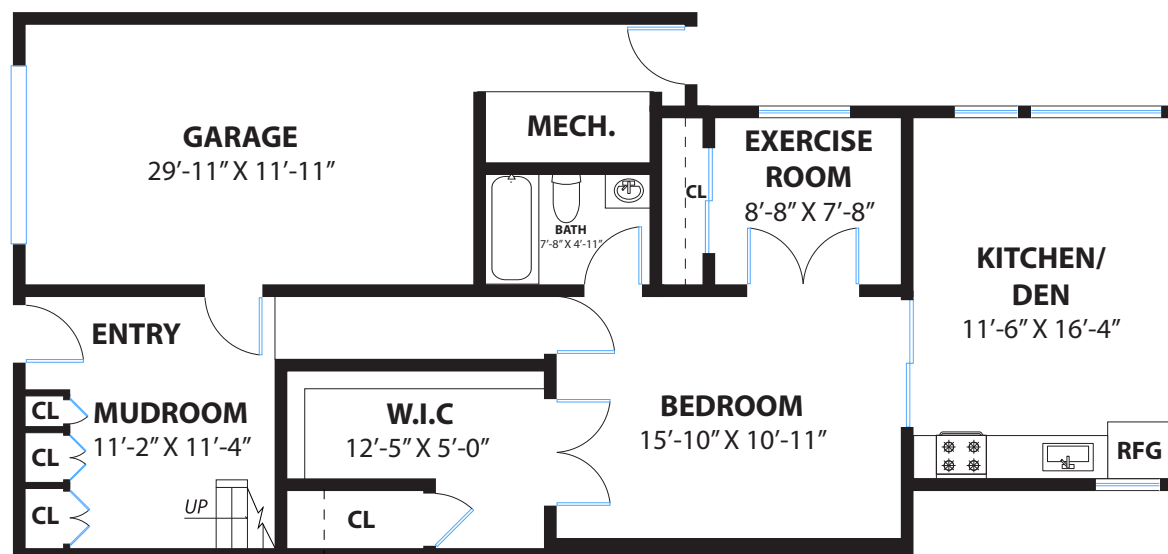 GARAGE
29’-11” X 11’-11”
MECH.
EXERCISE
ROOM
8’-8” X 7’-8”
CL
BATH
7’-8” X 4’-11”
KITCHEN/
DEN
11’-6” X 16’-4”
ENTRY
CL
MUDROOM
11’-2” X 11’-4”
CL
CL
UP
W.I.C
12’-5” X 5’-0”
CL
BEDROOM
15’-10” X 10’-11”
RFG